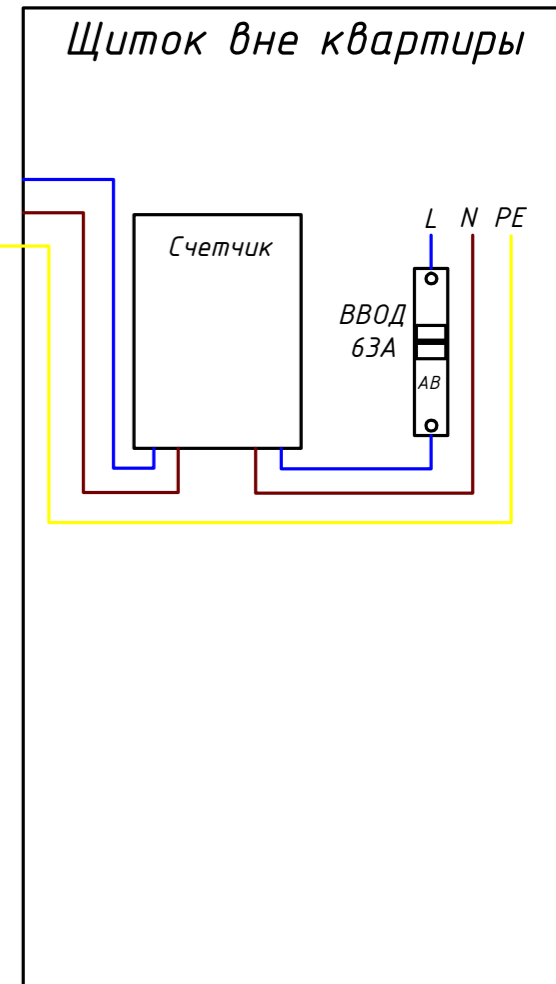 Щиток вне квартиры
Счетчик
L N PE
ВВОД
63А
АВ